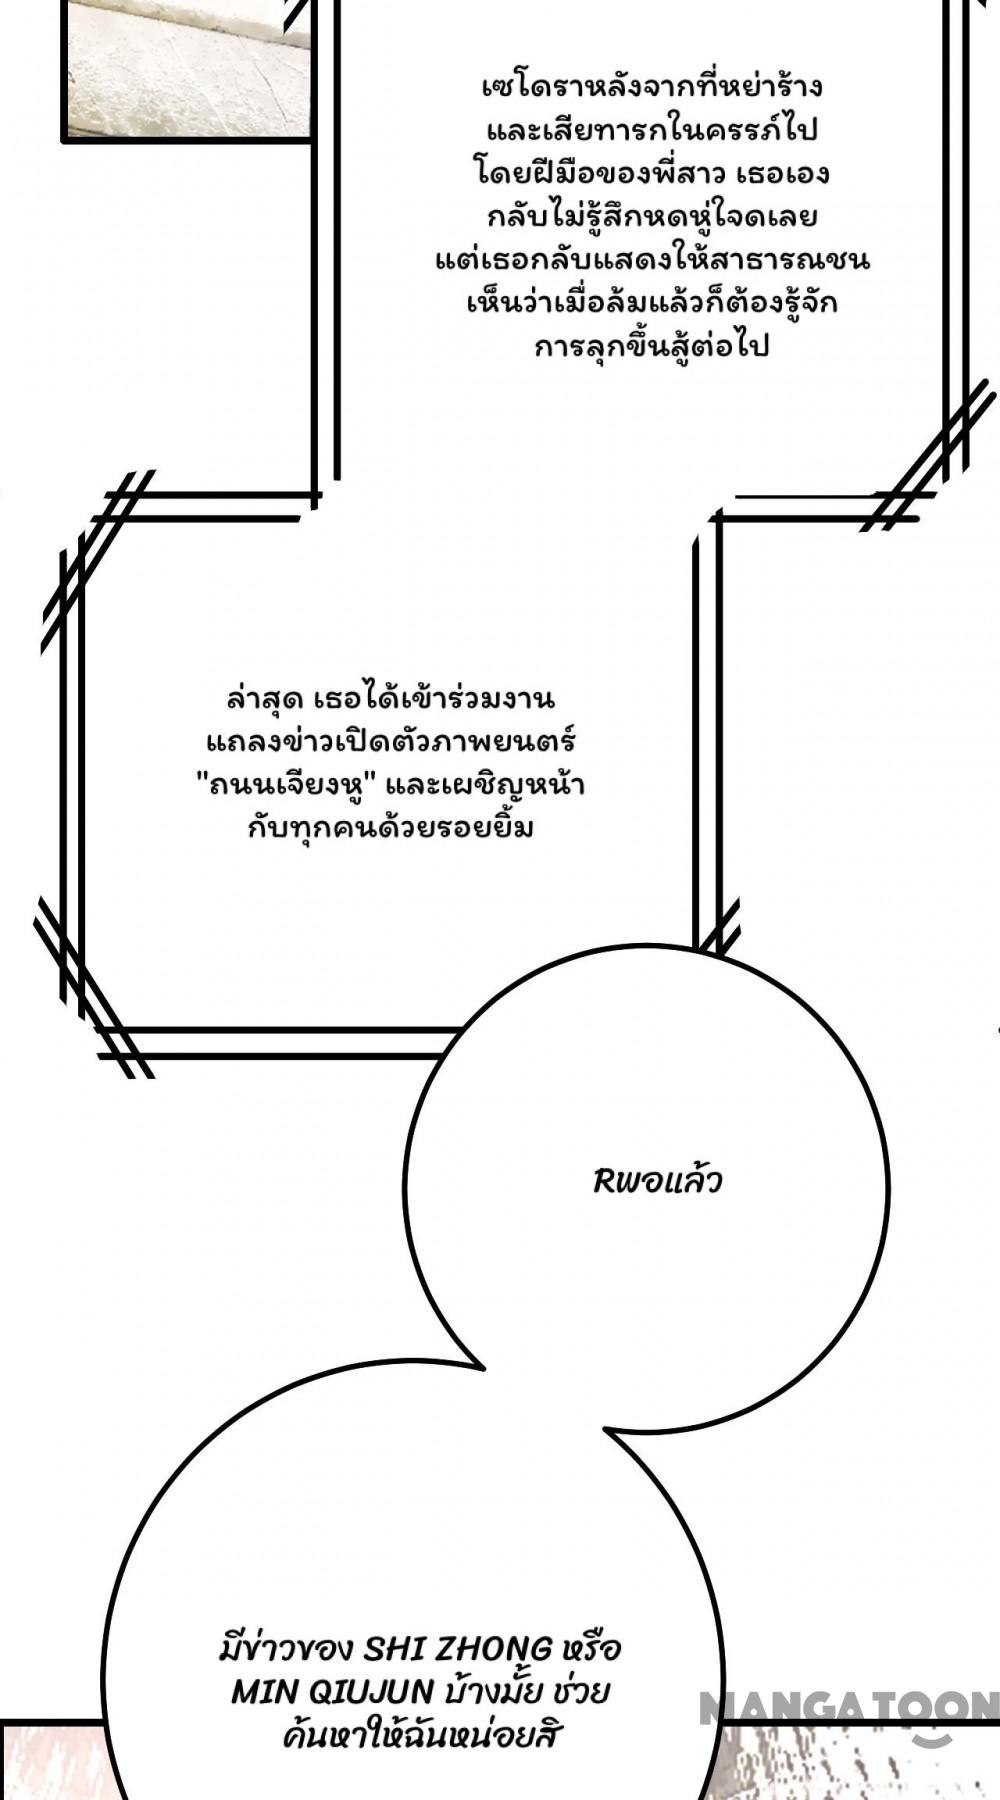 เซโดราหลังจากที่หย่าร้าง
และเสียทารกในครรภ์ไป
โดยฝีมือของพี่สาว เธอเอง
กลับไม่รู้สึกหดหู่ใจดเลย
แต่เธอกลับแสดงให้สาธารณชน
เห็นว่าเมื่อล้มแล้วก็ต้องรู้จัก
การลุกขึ้นสู้ต่อไป
ล่าสุด เธอได้เข้าร่วมงาน
แถลงข่าวเปิดตัวภาพยนตร์
"ถนนเจียงหู" และเผชิญหน้า
กับทุกคนด้วยรอยยิ้ม
Rพอแล้ว
มีข่าวของ SHI ZHONG หรือ
MIN QIUJUN บ้างมั้ย ช่วย
ค้นหาให้ฉันหน่อยสิ
MANGATOON